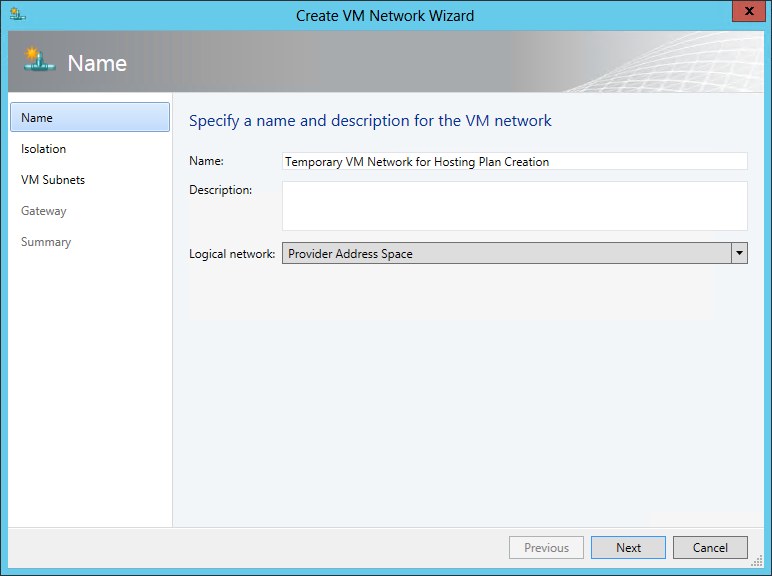 Create VM Network Wizard
Name
Name
Isolation
VM Subnets
Gateway
Summary
Specify a name and description for the VM network
Name: Temporary VM Network for Hosting Plan Creation
Description:
Logical network: Provider Address Space
Previous Next Cancel